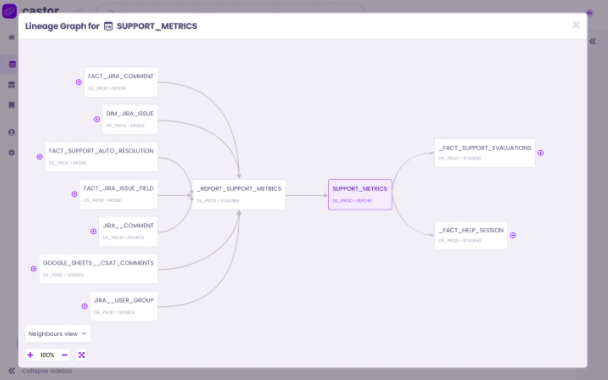 castor
Lineage Graph for SUPPORT_METRICS
FACT_JIRA_COMMENT
DS_PROD > MODEL
DIM_JIRA_ISSUE
DS_PROD > MODEL
FACT_SUPPORT_AUTO_RESOLUTION
DS_PROD > MODEL
FACT_JIRA_ISSUE_FIELD
DS_PROD > MODEL
JIRA__COMMENT
DS_PROD > SOURCE
GOOGLE_SHEETS__CSAT_COMMENTS
DS_PROD > SOURCE
JIRA__USER_GROUP
DS_PROD > SOURCE
_REPORT_SUPPORT_METRICS
DS_PROD > STAGING
SUPPORT_METRICS
DS_PROD > REPORT
_FACT_SUPPORT_EVALUATIONS
DS_PROD > STAGING
_FACT_HELP_SESSION
DS_PROD > STAGING
Neighbours view
100%
Collapse sidebar